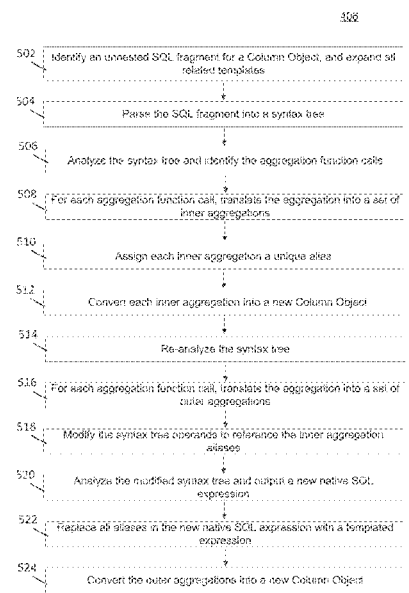 406
502
Identify an unnested SQL fragment for a Column Object, and expand all
related templates
504
Parse the SQL fragment into a syntax tree
506
Analyze the syntax tree and identify the aggregation function calls
508
For each aggregation function call, translate the aggregation into a set of
inner aggregations
510
Assign each inner aggregation a unique alias
512
Convert each inner aggregation into a new Column Object
514
Re-analyze the syntax tree
516
For each aggregation function call, translate the aggregation into a set of
outer aggregations
518
Modify the syntax tree operands to reference the inner aggregation
aliases
520
Analyze the modified syntax tree and output a new native SQL
expression
522
Replace all aliases in the new native SQL expression with a templated
expression
524
Convert the outer aggregations into a new Column Object